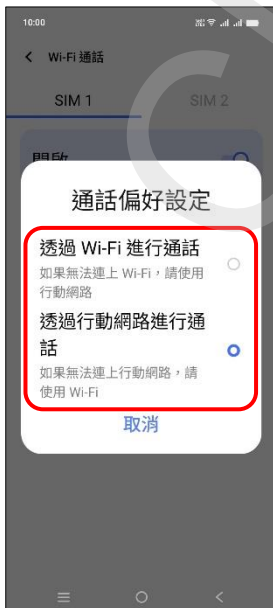 10:00
Wi-Fi 通話
SIM 1
SIM 2
開啟
通話偏好設定
透過 Wi-Fi 進行通話
如果無法連上 Wi-Fi，請使用
行動網路
透過行動網路進行通
話
如果無法連上行動網路，請
使用 Wi-Fi
取消